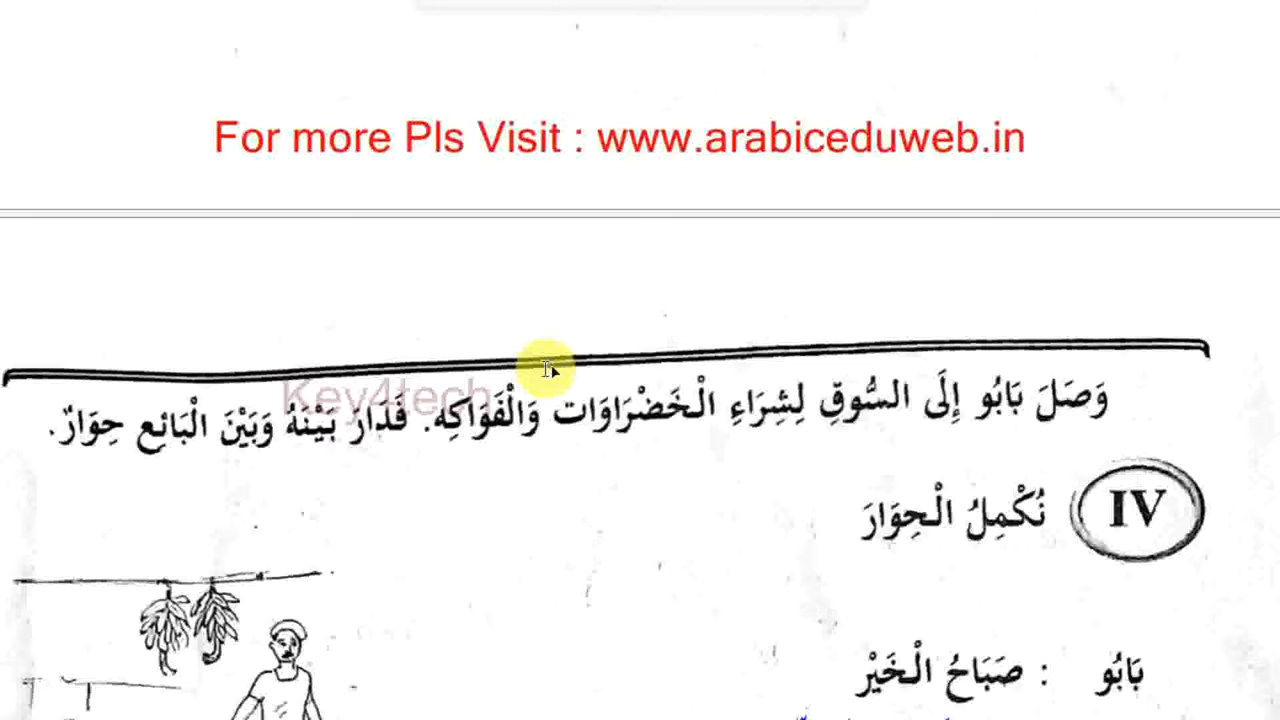 For more Pls Visit : www.arabiceduweb.in
وَصَلَ بَابُو إِلَى السُّوقِ لِشِرَاءِ الْخَضْرَاوَات وَالْفَوَاكِه. فَدَارَ بَيْنَهُ وَبَيْنَ الْبَائِع حِوَارٌ.
Key4tech
IV نُكْمِلُ الْحِوَارَ
بَابُو : صَبَاحُ الْخَيْر